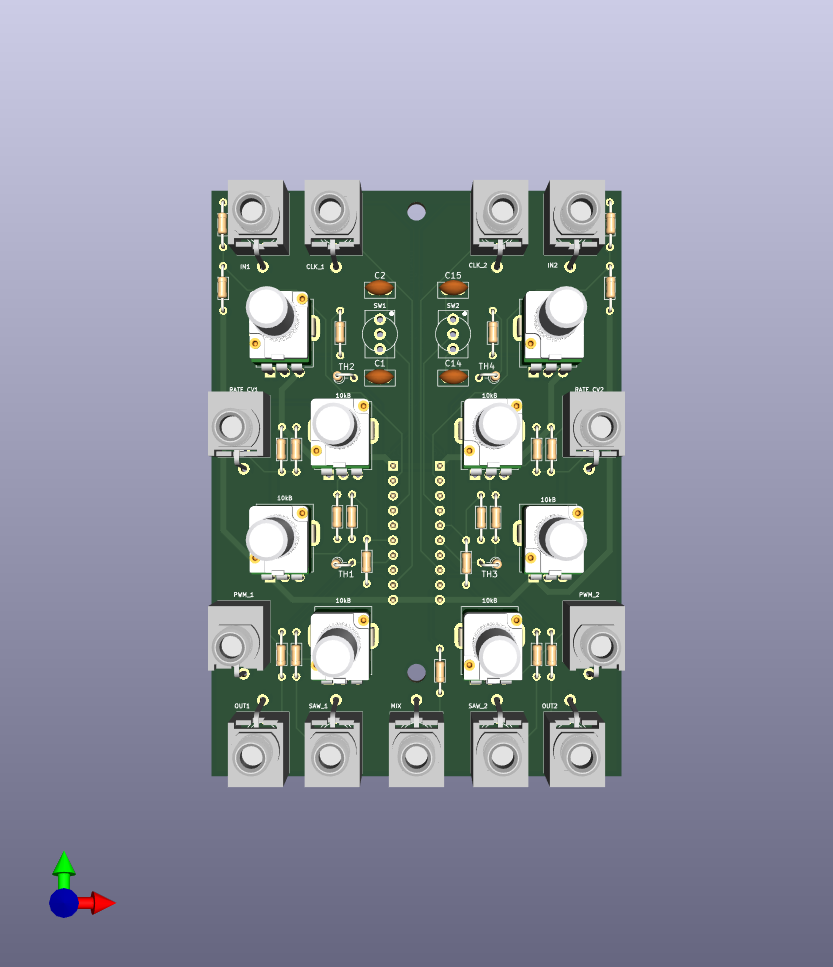 IN1
CLK_1
CLK_2
IN2
C2
C15
SW1
SW2
TH2
C1
C14
TH4
RATE_CV1
10kB
10kB
RATE_CV2
10kB
10kB
TH1
TH3
PWM_1
10kB
10kB
PWM_2
OUT1
SAW_1
MIX
SAW_2
OUT2